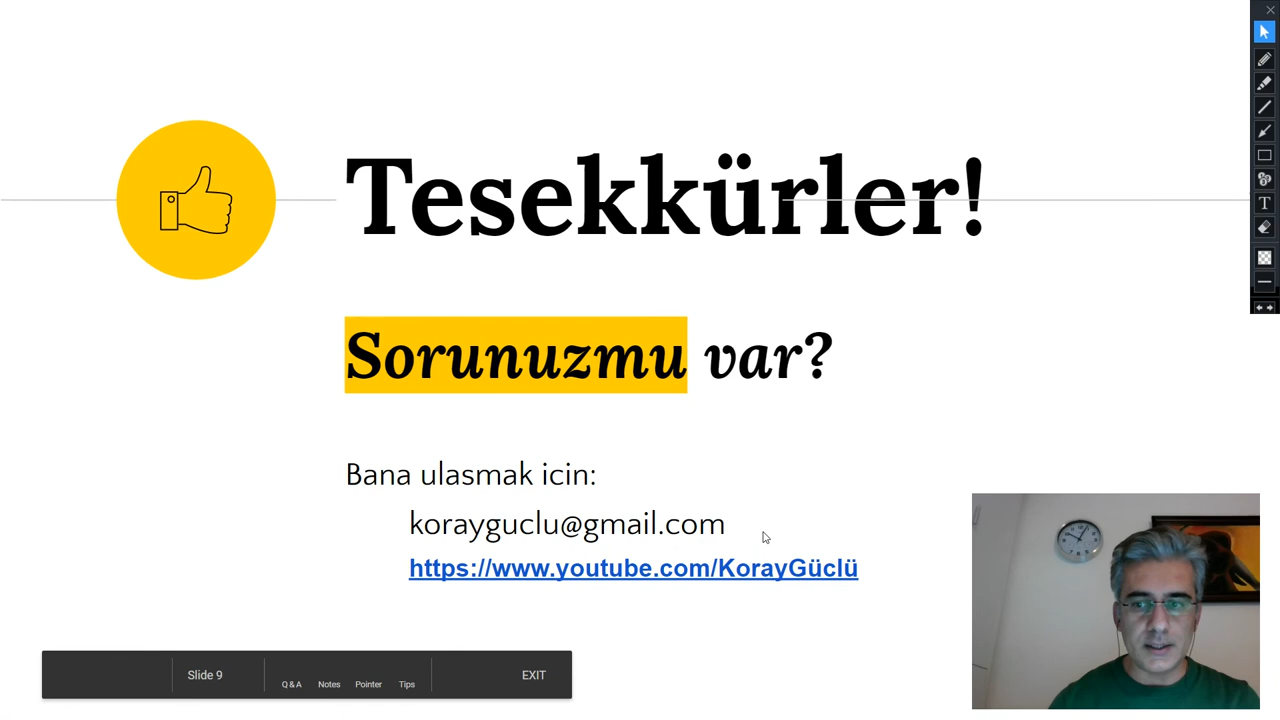 Tesekkürler!
Sorunuzmu var?
Bana ulasmak icin:
korayguclu@gmail.com
https://www.youtube.com/KorayGüclü
Slide 9
Q & A
Notes
Pointer
Tips
EXIT
T